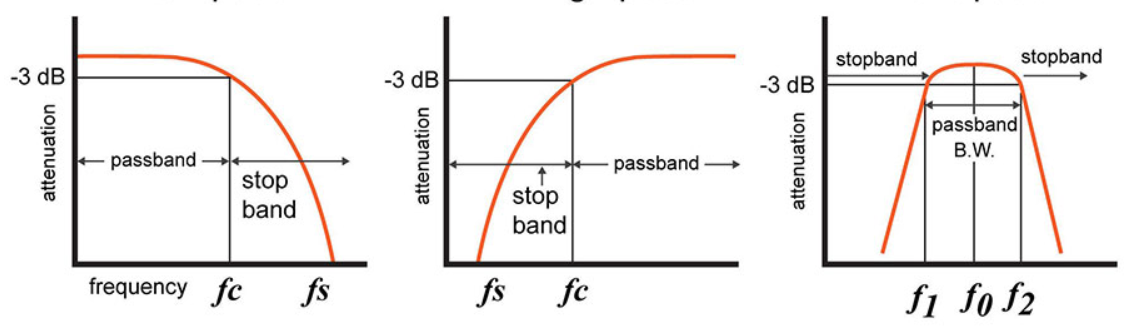 -3 dB
attenuation
passband
stop
band
frequency
fc
fs
-3 dB
attenuation
passband
stop
band
fs
fc
stopband
stopband
-3 dB
attenuation
passband
B.W.
f1
f0
f2